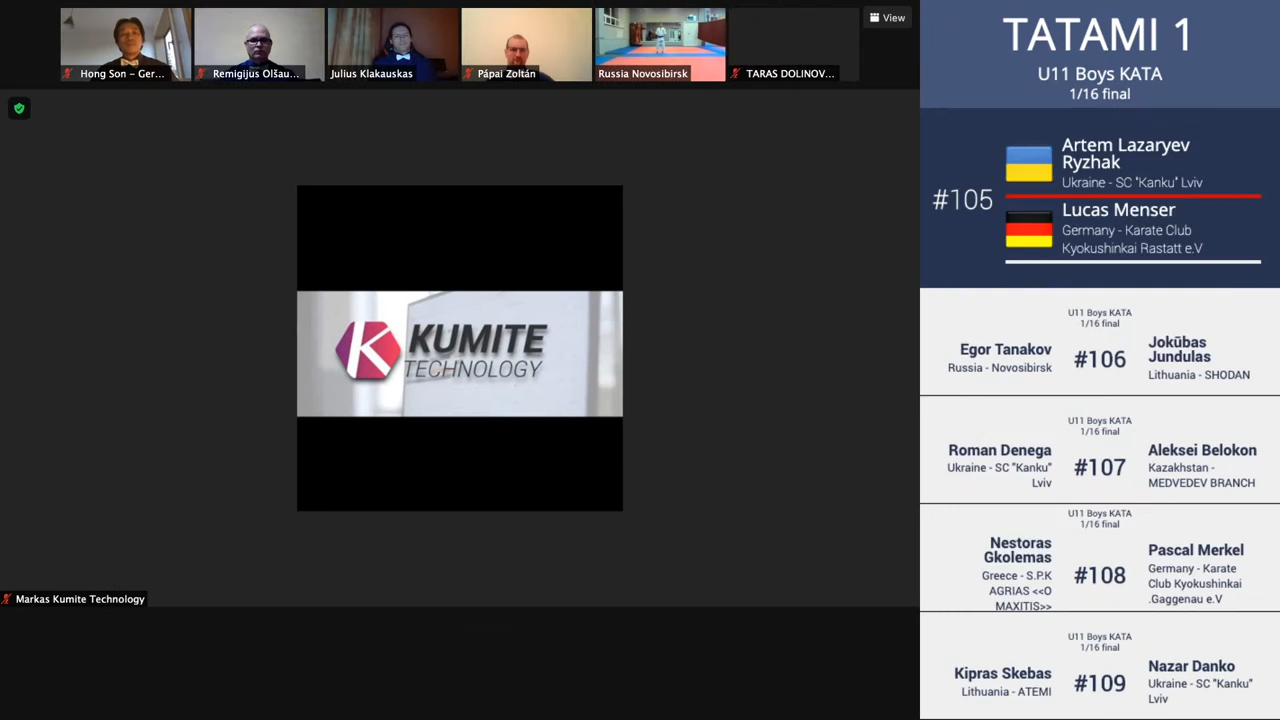 Hong Son – Ger...
Remigijus Olšau...
Julius Klakauskas
Pápai Zoltán
Russia Novosibirsk
TARAS DOLINOV...
View
KUMITE
TECHNOLOGY
Markas Kumite Technology
TATAMI 1
U11 Boys KATA
1/16 final
#105
Artem Lazaryev
Ryzhak
Ukraine - SC "Kanku" Lviv
Lucas Menser
Germany - Karate Club
Kyokushinkai Rastatt e.V
U11 Boys KATA
1/16 final
Egor Tanakov
Russia - Novosibirsk
#106
Jokūbas
Jundulas
Lithuania - SHODAN
U11 Boys KATA
1/16 final
Roman Denega
Ukraine - SC "Kanku"
Lviv
#107
Aleksei Belokon
Kazakhstan -
MEDVEDEV BRANCH
U11 Boys KATA
1/16 final
Nestoras
Gkolemas
Greece - S.P.K
AGRIAS <<O
MAXITIS>>
#108
Pascal Merkel
Germany - Karate
Club Kyokushinkai
.Gaggenau e.V
U11 Boys KATA
1/16 final
Kipras Skebas
Lithuania - ATEMI
#109
Nazar Danko
Ukraine - SC "Kanku"
Lviv